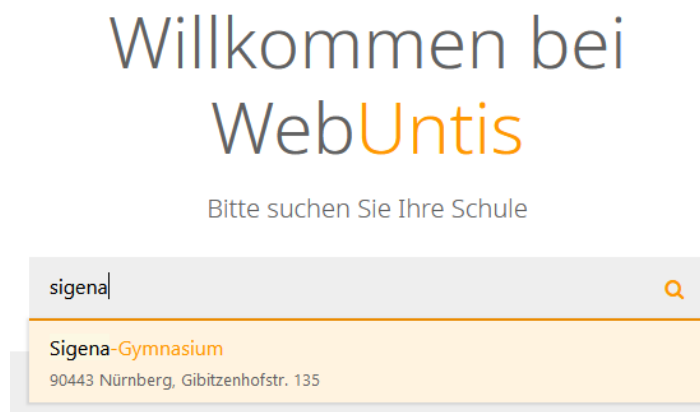 Willkommen bei
WebUntis
Bitte suchen Sie Ihre Schule
sigena
Sigena-Gymnasium
90443 Nürnberg, Gibitzenhofstr. 135